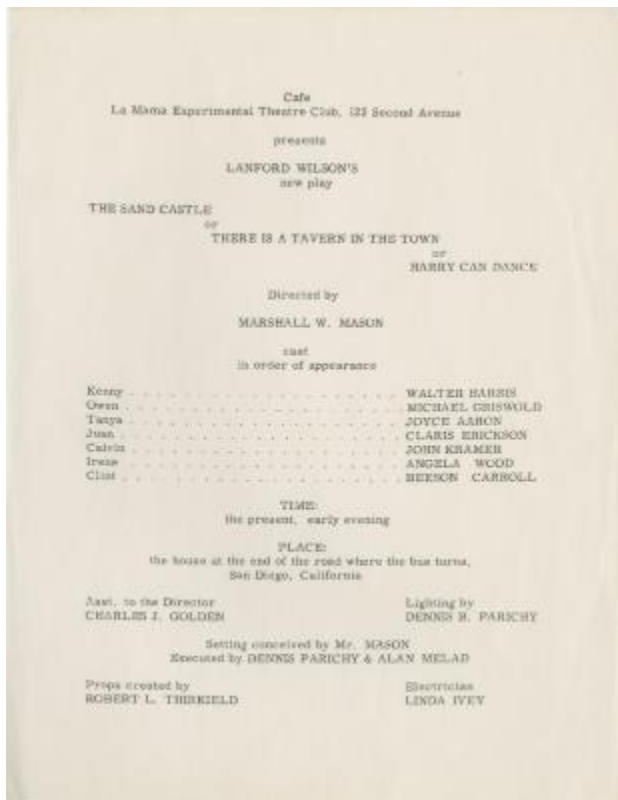 Cafe
La Mama Experimental Theatre Club, 122 Second Avenue
presents
LANFORD WILSON'S
new play
THE SAND CASTLE
or
THERE IS A TAVERN IN THE TOWN
or
HARRY CAN DANCE
Directed by
MARSHALL W. MASON
cast
in order of appearance
Kenny . . . . . . . . . . . . . . . . . . . . WALTER HARRIS
Owen . . . . . . . . . . . . . . . . . . . . MICHAEL GRISWOLD
Tanya . . . . . . . . . . . . . . . . . . . . JOYCE AARON
Joan . . . . . . . . . . . . . . . . . . . . CLARIS ERICKSON
Calvin . . . . . . . . . . . . . . . . . . . . JOHN KRAMER
Irene . . . . . . . . . . . . . . . . . . . . ANGELA WOOD
Clint . . . . . . . . . . . . . . . . . . . . BEESON CARROLL
TIME:
the present, early evening
PLACE:
the house at the end of the road where the bus turns,
San Diego, California
Asst. to the Director
CHARLES J. GOLDEN
Lighting by
DENNIS R. PARICHY
Setting conceived by Mr. MASON
Executed by DENNIS PARICHY & ALAN MELAD
Props created by
ROBERT L. THIRKIELD
Electrician
LINDA IVEY